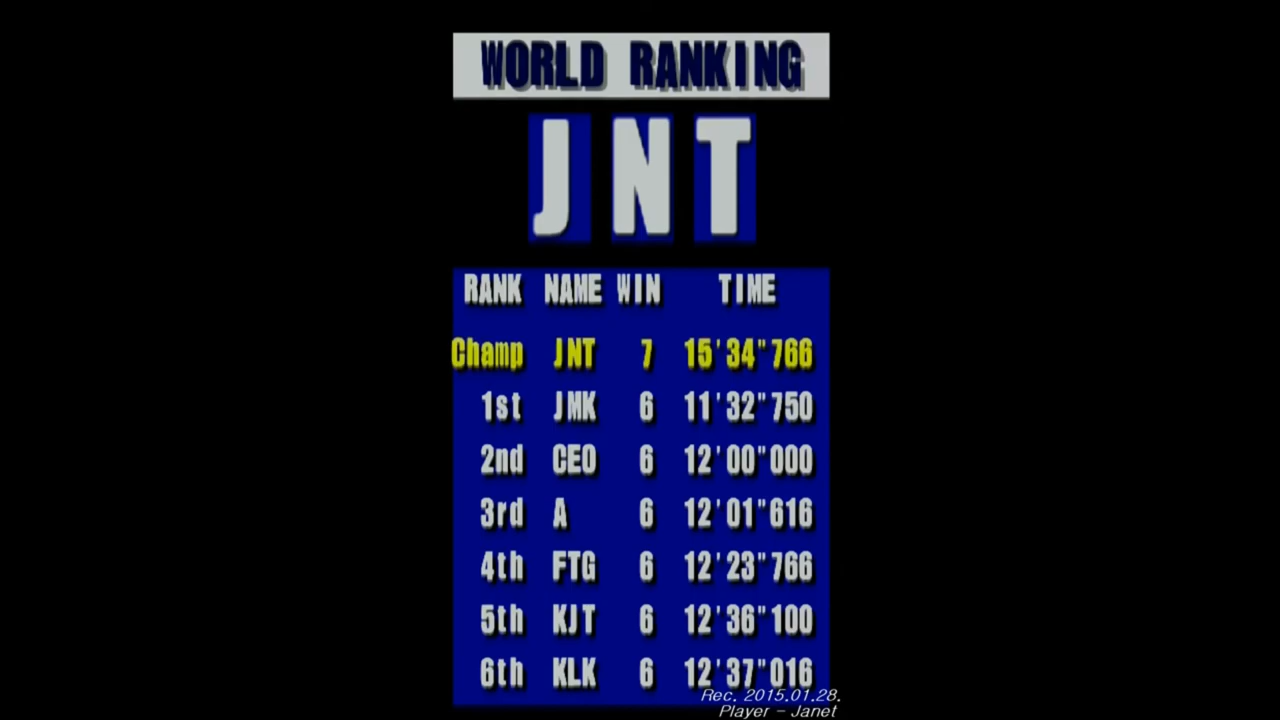 WORLD RANKING
JNT
RANK NAME WIN TIME
Champ JNT 7 15'34"766
1st JMK 6 11'32"750
2nd CEO 6 12'00"000
3rd A 6 12'01"616
4th FTG 6 12'23"766
5th KJT 6 12'36"100
6th KLK 6 12'37"016
Rec. 2015.01.28.
Player - Janet